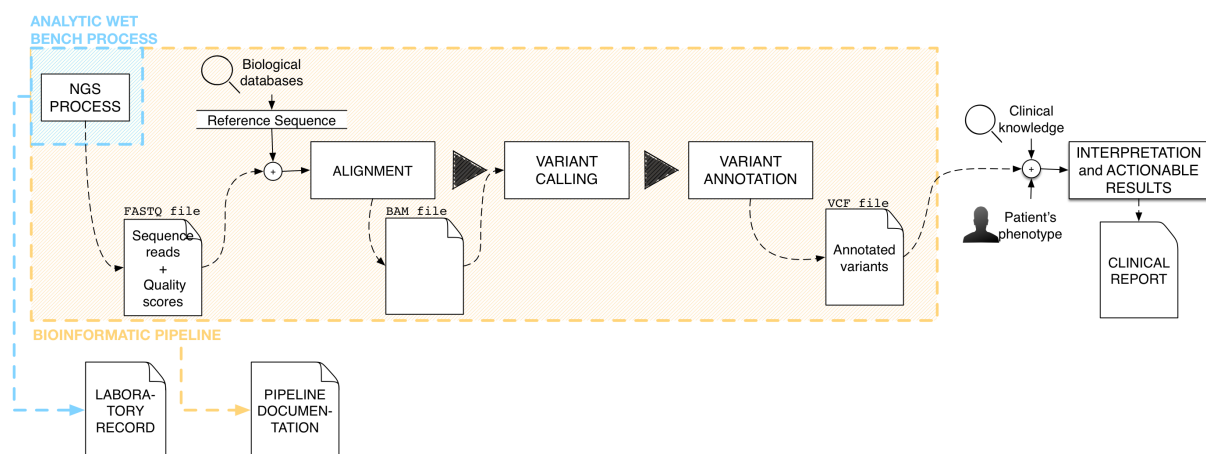 ANALYTIC WET
BENCH PROCESS
NGS
PROCESS
Biological
databases
Reference Sequence
+
ALIGNMENT
VARIANT
CALLING
VARIANT
ANNOTATION
Clinical
knowledge
+
INTERPRETATION
and ACTIONABLE
RESULTS
Patient's
phenotype
FASTQ file
Sequence
reads
+
Quality
scores
BAM file
VCF file
Annotated
variants
CLINICAL
REPORT
BIOINFORMATIC PIPELINE
LABORA-
TORY
RECORD
PIPELINE
DOCUMEN-
TATION